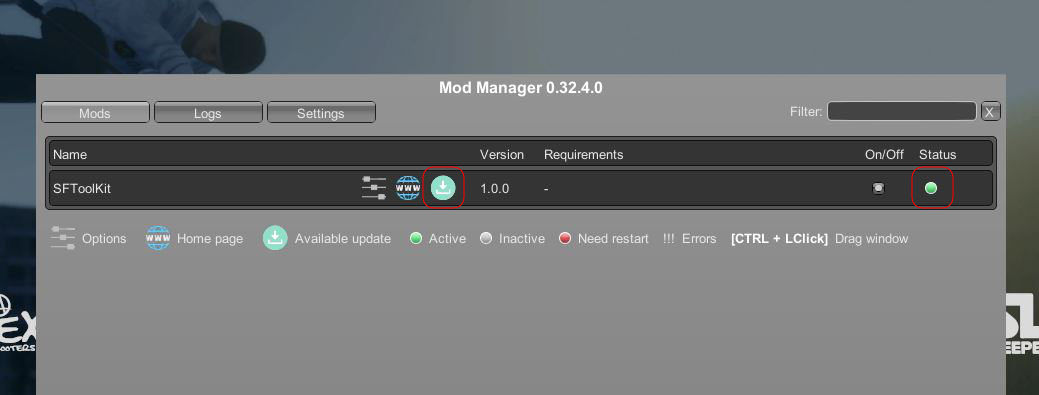 Mod Manager 0.32.4.0
Mods Logs Settings Filter: X
Name Version Requirements On/Off Status
SFToolKit www 1.0.0 -
Options www Home page Available update Active Inactive Need restart !!! Errors [CTRL + LClick] Drag window